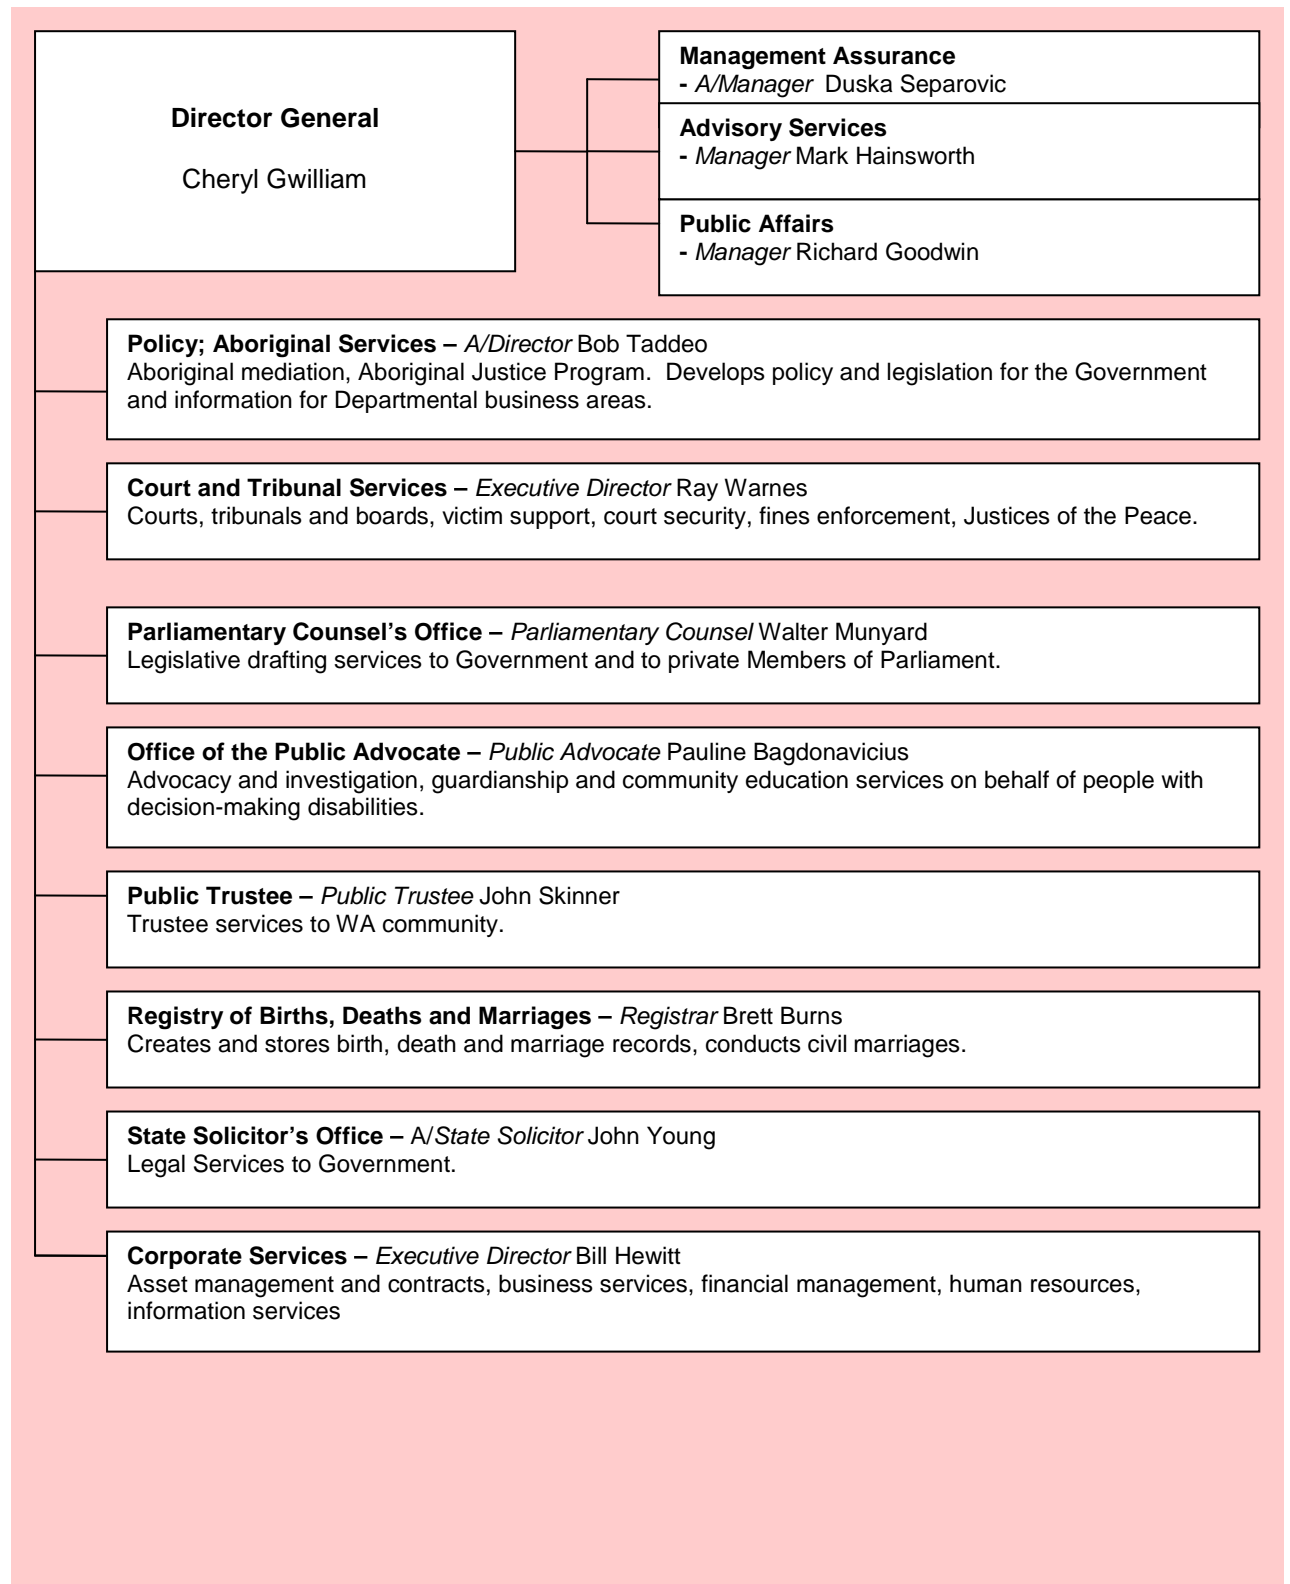 Director General
Cheryl Gwilliam
Management Assurance
- A/Manager  Duska Separovic
Advisory Services
- Manager Mark Hainsworth
Public Affairs
- Manager Richard Goodwin
Policy; Aboriginal Services – A/Director Bob Taddeo
Aboriginal mediation, Aboriginal Justice Program.  Develops policy and legislation for the Government
and information for Departmental business areas.
Court and Tribunal Services – Executive Director Ray Warnes
Courts, tribunals and boards, victim support, court security, fines enforcement, Justices of the Peace.
Parliamentary Counsel’s Office – Parliamentary Counsel Walter Munyard
Legislative drafting services to Government and to private Members of Parliament.
Office of the Public Advocate – Public Advocate Pauline Bagdonavicius
Advocacy and investigation, guardianship and community education services on behalf of people with
decision-making disabilities.
Public Trustee – Public Trustee John Skinner
Trustee services to WA community.
Registry of Births, Deaths and Marriages – Registrar Brett Burns
Creates and stores birth, death and marriage records, conducts civil marriages.
State Solicitor’s Office – A/State Solicitor John Young
Legal Services to Government.
Corporate Services – Executive Director Bill Hewitt
Asset management and contracts, business services, financial management, human resources,
information services